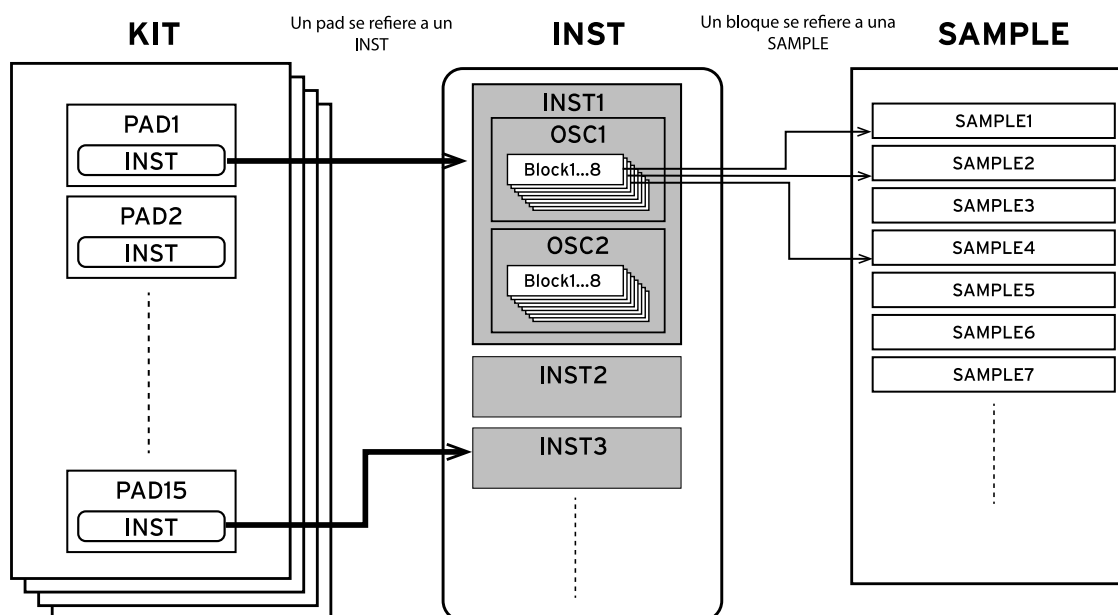 KIT
Un pad se refiere a un
INST
INST
Un bloque se refiere a una
SAMPLE
SAMPLE
PAD1
INST
PAD2
INST
PAD15
INST
INST1
OSC1
Block1...8
OSC2
Block1...8
INST2
INST3
SAMPLE1
SAMPLE2
SAMPLE3
SAMPLE4
SAMPLE5
SAMPLE6
SAMPLE7